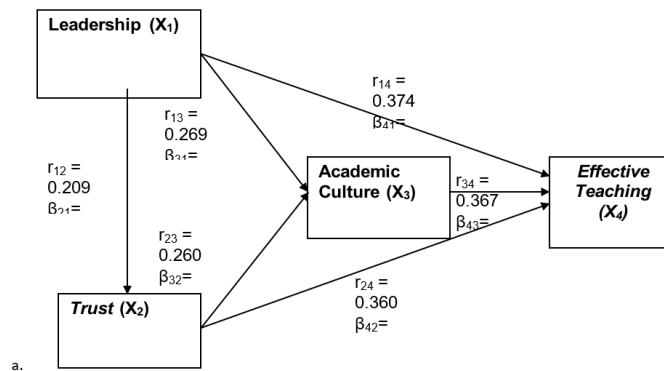 Leadership (X₁)
r₁₄ =
0.374
β₄₁=
r₁₃ =
0.269
β₃₁=
r₁₂ =
0.209
β₂₁=
Academic
Culture (X₃)
r₃₄ =
0.367
β₄₃=
Effective
Teaching
(X₄)
r₂₃ =
0.260
β₃₂=
r₂₄ =
0.360
β₄₂=
Trust (X₂)
a.